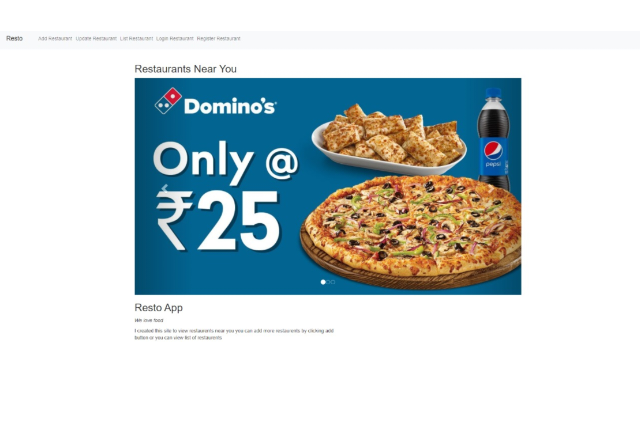 Resto Add Restaurant Update Restaurant List Restaurant Login Restaurant Register Restaurant
Restaurants Near You
Domino's
Only @
₹25
pepsi
Resto App
We love food
I created this site to view restaurants near you you can add more restaurants by clicking add
button or you can view list of restaurants